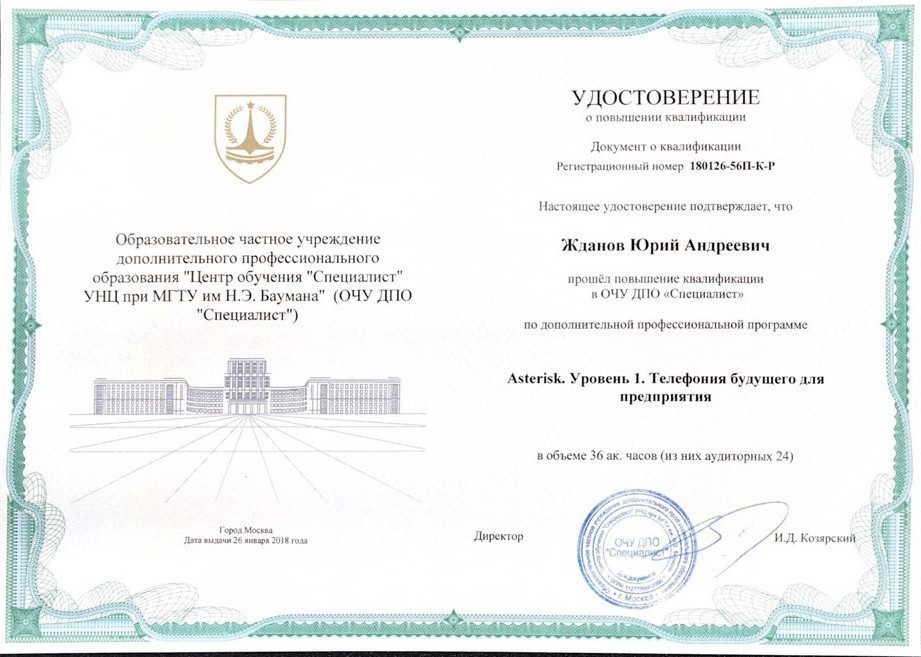 Образовательное частное учреждение
дополнительного профессионального
образования "Центр обучения "Специалист"
УНЦ при МГТУ им Н.Э. Баумана" (ОЧУ ДПО
"Специалист")
Город Москва
Дата выдачи 26 января 2018 года
УДОСТОВЕРЕНИЕ
о повышении квалификации
Документ о квалификации
Регистрационный номер 180126-56П-К-Р
Настоящее удостоверение подтверждает, что
Жданов Юрий Андреевич
прошёл повышение квалификации
в ОЧУ ДПО «Специалист»
по дополнительной профессиональной программе
Asterisk. Уровень 1. Телефония будущего для
предприятия
в объеме 36 ак. часов (из них аудиторных 24)
Директор
И.Д. Козярский
ОЧУ ДПО
"Специалист"
г. Москва